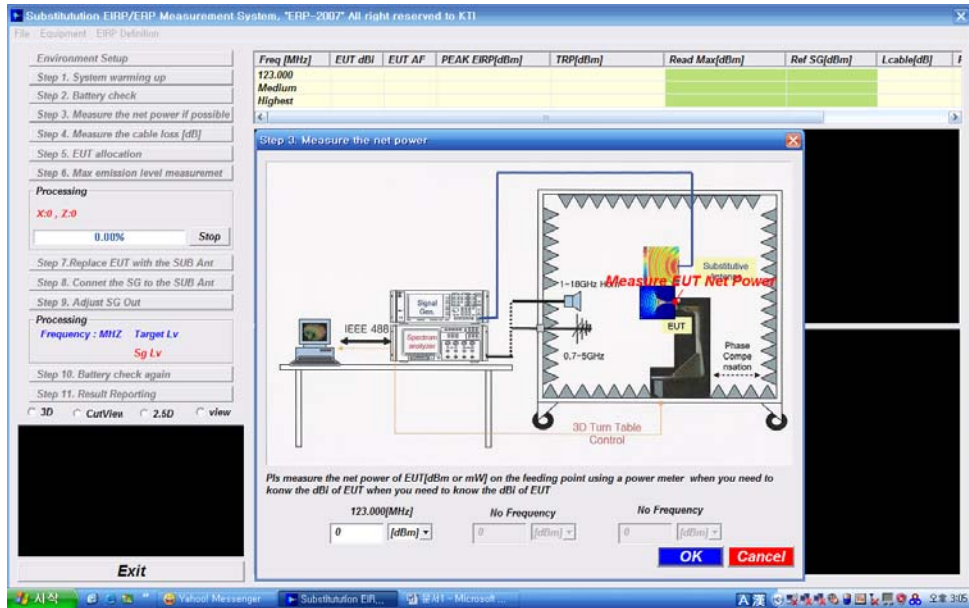 Substitutution EIRP/ERP Measurement System, "ERP-2007" All right reserved to KTI
File Equipment EIRP Definition
Environment Setup
Step 1. System warming up
Step 2. Battery check
Step 3. Measure the net power if possible
Step 4. Measure the cable loss [dB]
Step 5. EUT allocation
Step 6. Max emission level measuremet
Processing
X:0 , Z:0
0.00%
Stop
Step 7.Replace EUT with the SUB Ant
Step 8. Connet the SG to the SUB Ant
Step 9. Adjust SG Out
Processing
Frequency : MHZ Target Lv
Sg Lv
Step 10. Battery check again
Step 11. Result Reporting
3D CutView 2.5D view
Exit
Freq [MHz] EUT dBi EUT AF PEAK EIRP[dBm] TRP[dBm] Read Max[dBm] Ref SG[dBm] Lcable[dB]
123.000
Medium
Highest
Step 3. Measure the net power
Substitutive
1-18GHz
Measure EUT Net Power
Signal
Gen.
IEEE 488
Spectrum
analyzer
EUT
0.7-5GHz
Phase
Compe
nsation
3D Turn Table
Control
Pls measure the net power of EUT[dBm or mW] on the feeding point using a power meter when you need to
konw the dBi of EUT when you need to know the dBi of EUT
123.000[MHz] No Frequency No Frequency
0 [dBm] 0 [dBm] 0 [dBm]
OK Cancel
시작
Yahoo! Messenger
Substitutution EIR...
문서1 - Microsoft ...
A 漢
오후 3:05